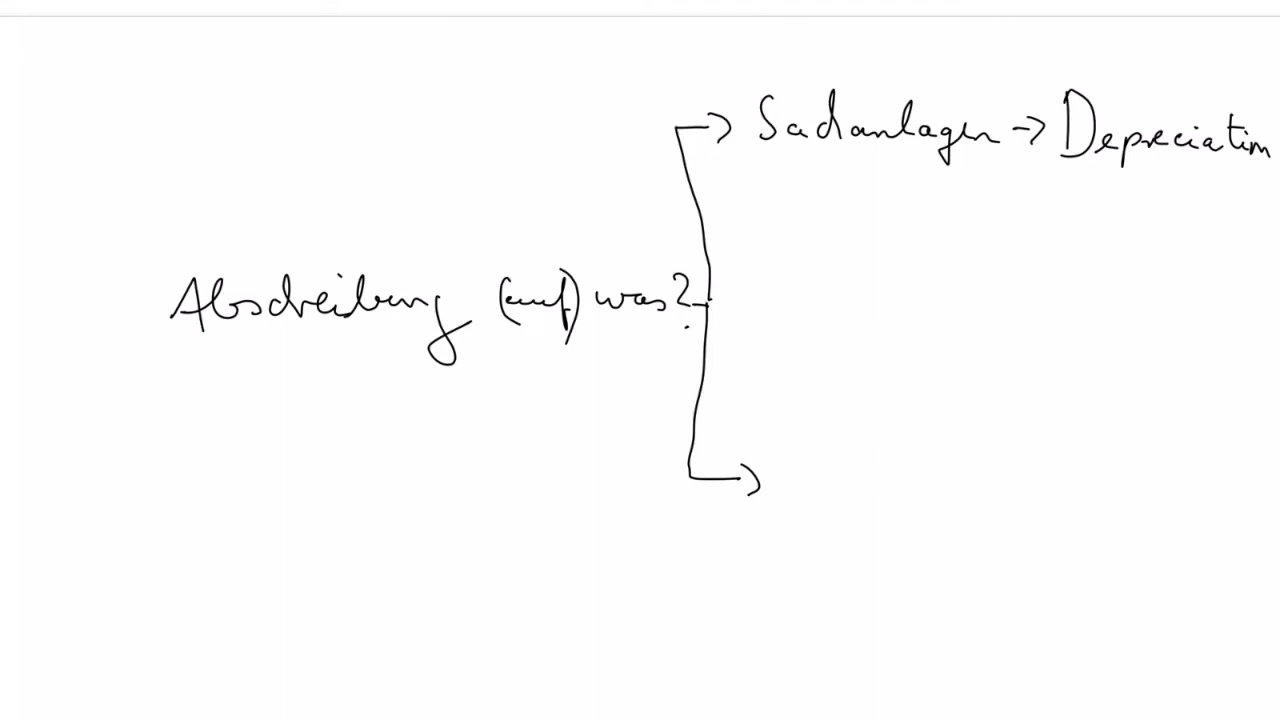 → Sachanlagen → Depreciation
Abschreibung (auf) was?